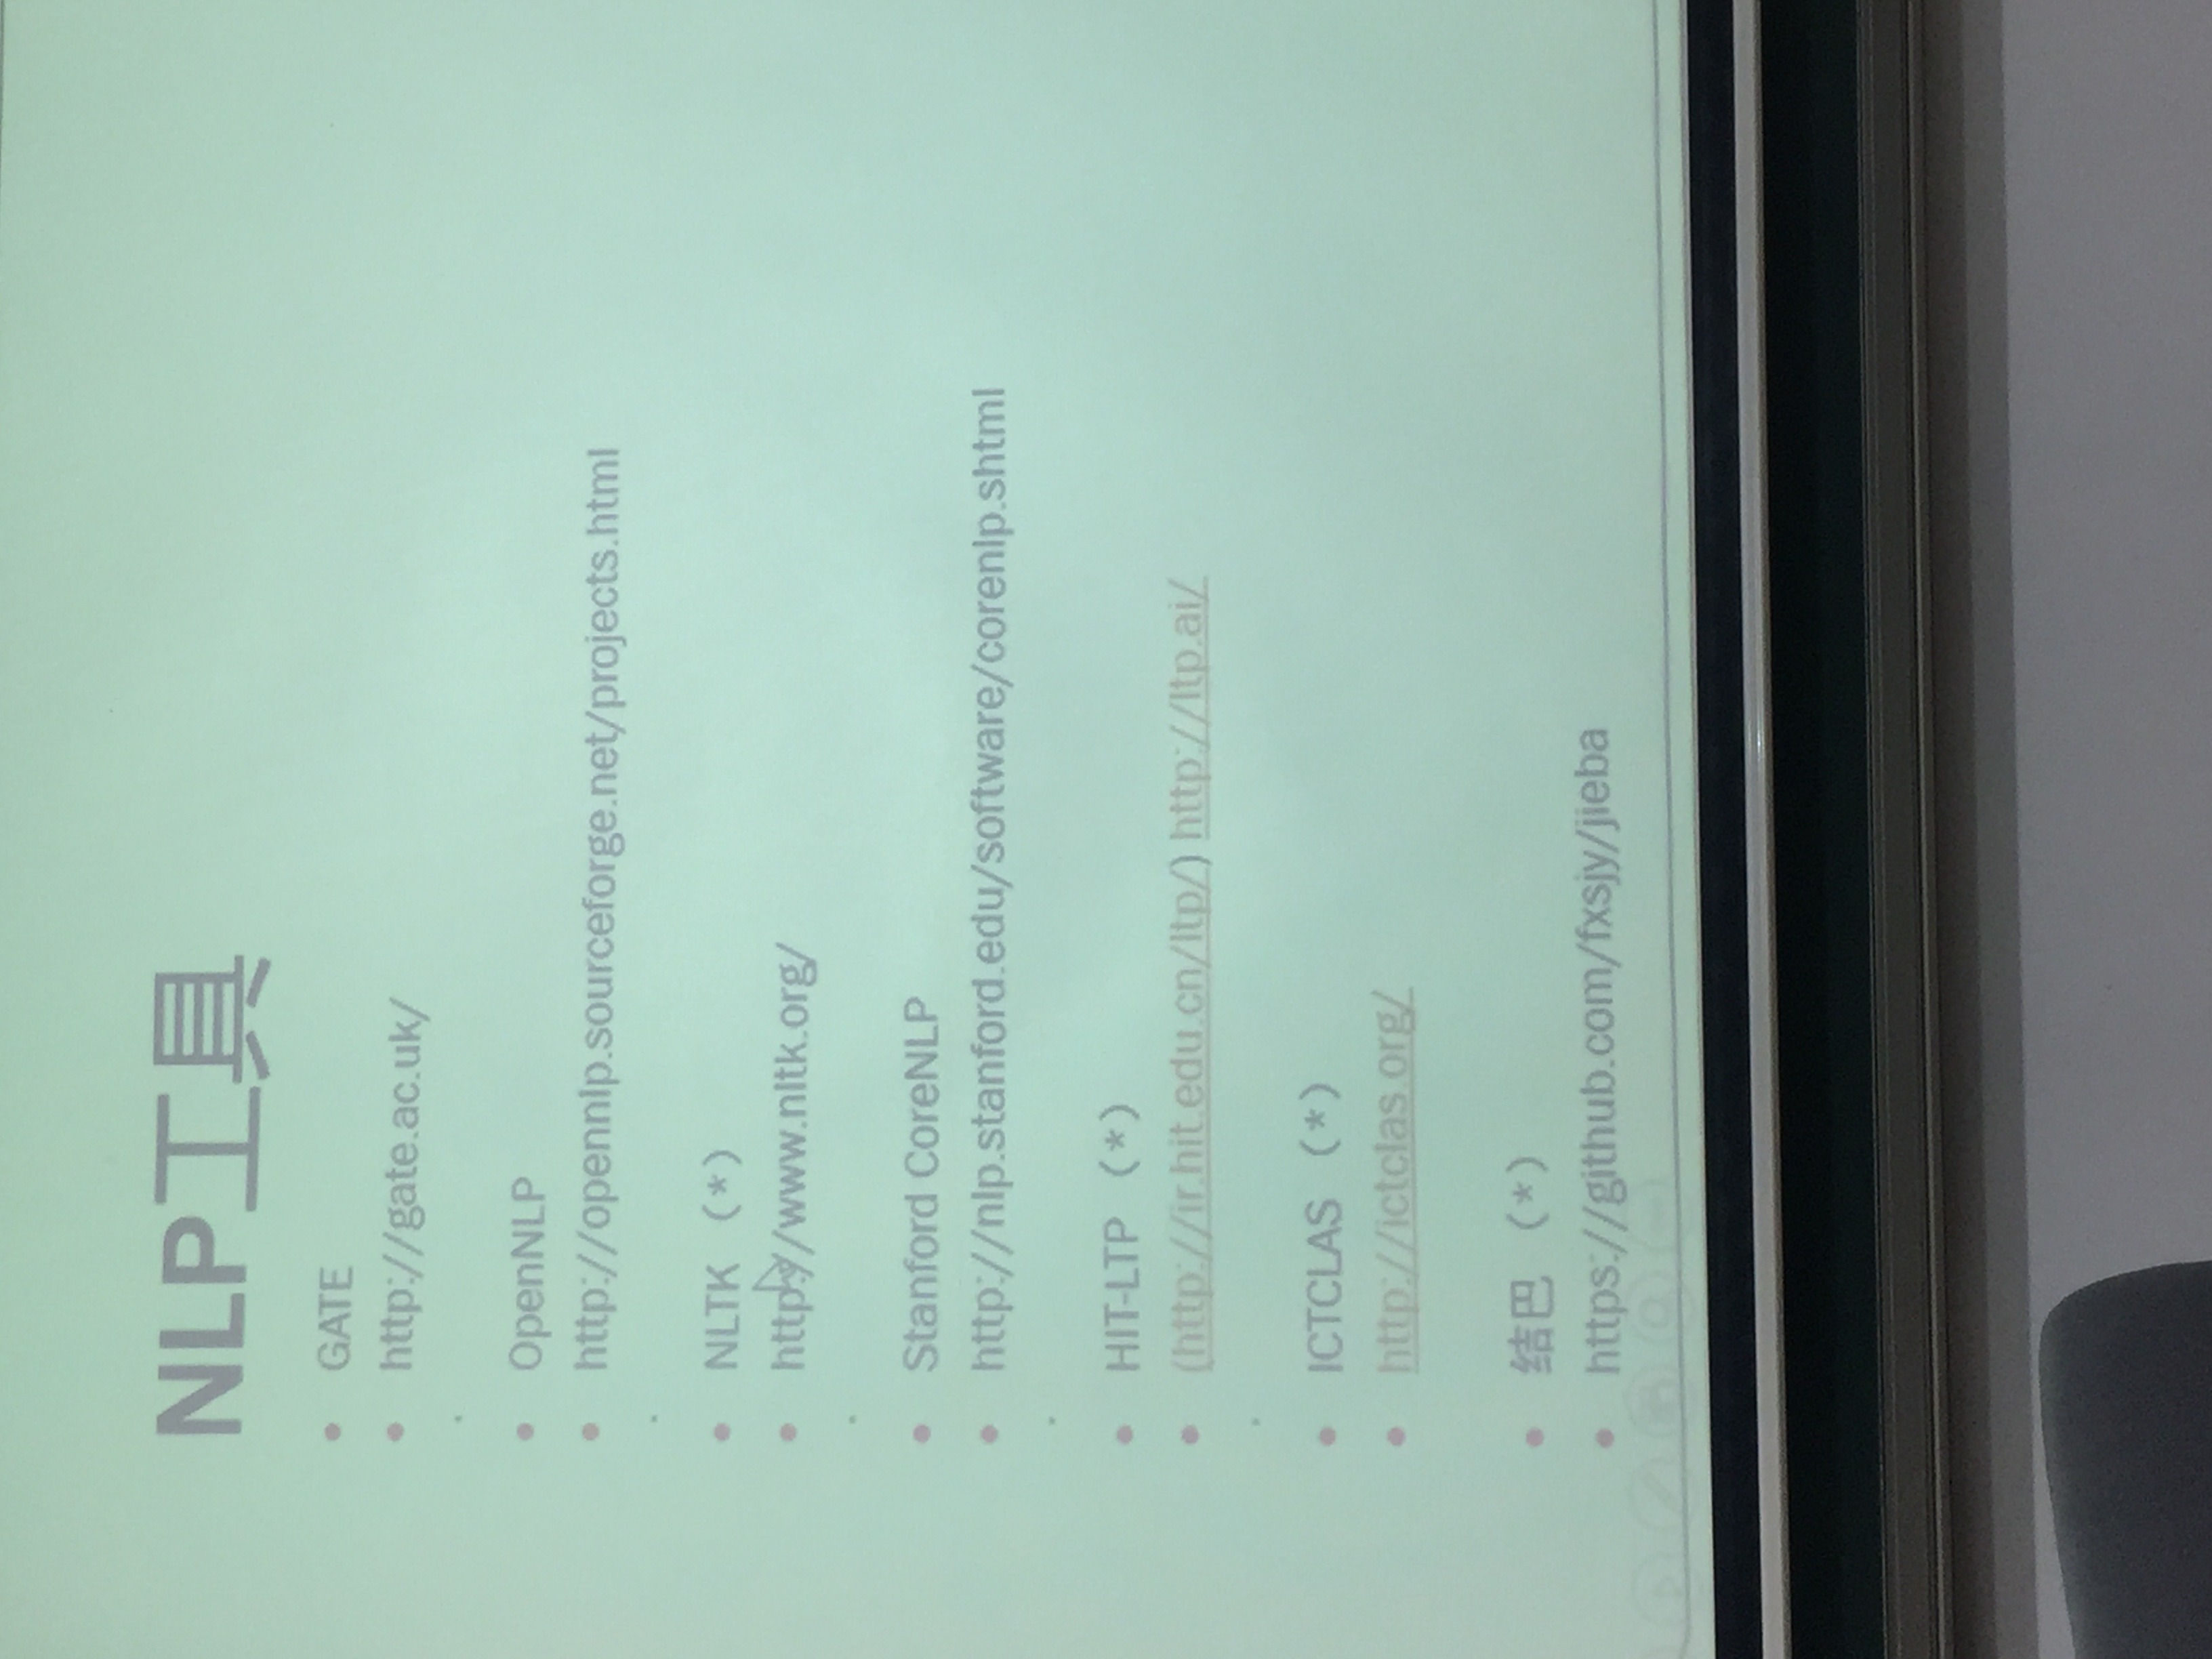 NLP工具
GATE
http://gate.ac.uk/
OpenNLP
http://opennlp.sourceforge.net/projects.html
NLTK （*）
http://www.nltk.org/
Stanford CoreNLP
http://nlp.stanford.edu/software/corenlp.shtml
HIT-LTP （*）
(http://ir.hit.edu.cn/ltp/) http://ltp.ai/
ICTCLAS （*）
http://ictclas.org/
结巴 （*）
https://github.com/fxsjy/jieba